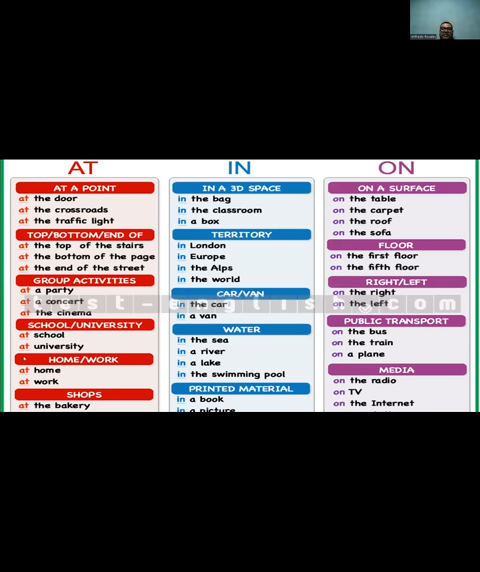 AT
AT A POINT
at the door
at the crossroads
at the traffic light
TOP/BOTTOM/END OF
at the top of the stairs
at the bottom of the page
at the end of the street
GROUP ACTIVITIES
at a party
at a concert
at the cinema
SCHOOL/UNIVERSITY
at school
at university
HOME/WORK
at home
at work
SHOPS
at the bakery
IN
IN A 3D SPACE
in the bag
in the classroom
in a box
TERRITORY
in London
in Europe
in the Alps
in the world
CAR/VAN
in the car
in a van
WATER
in the sea
in a river
in a lake
in the swimming pool
PRINTED MATERIAL
in a book
in a picture
ON
ON A SURFACE
on the table
on the carpet
on the roof
on the sofa
FLOOR
on the first floor
on the fifth floor
RIGHT/LEFT
on the right
on the left
PUBLIC TRANSPORT
on the bus
on the train
on a plane
MEDIA
on the radio
on TV
on the Internet